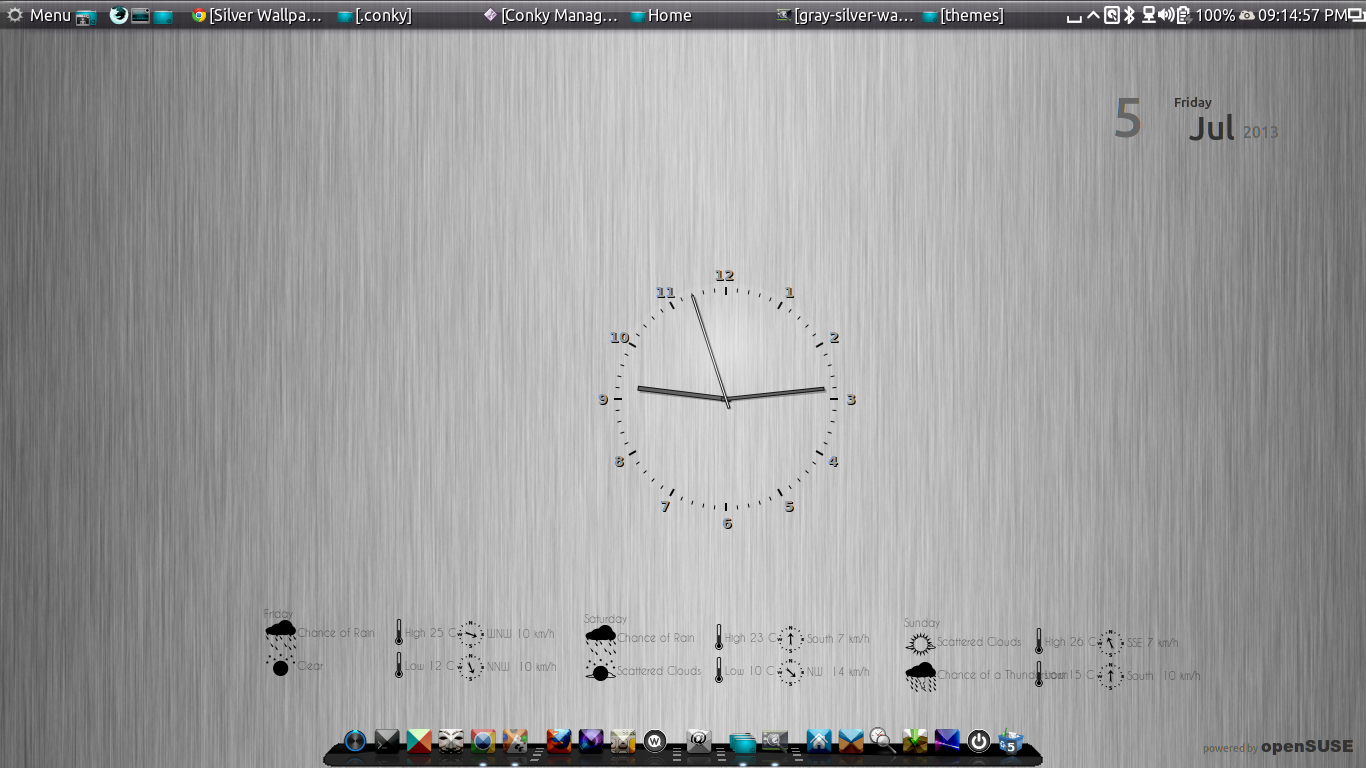 Menu [Silver Wallpa... [.conky] [Conky Manag... Home [gray-silver-wa... [themes] 100% 09:14:57 PM
5 Friday
Jul 2013
12
11 1
10 2
9 3
8 4
7 5
6
Friday
Chance of Rain High 25 C WNW 10 km/h
Clear Low 12 C NNW 10 km/h
Saturday
Chance of Rain High 23 C South 7 km/h
Scattered Clouds Low 10 C NW 14 km/h
Sunday
Scattered Clouds High 26 C SSE 7 km/h
Chance of a Thunderstorm 15 C South 10 km/h
5
powered by openSUSE